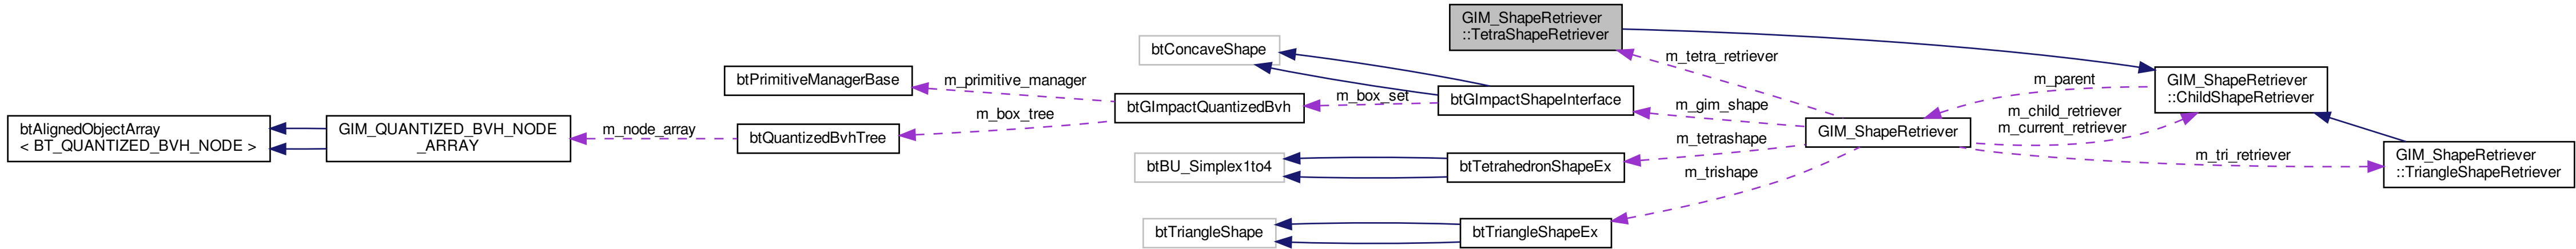 GIM_ShapeRetriever
::TetraShapeRetriever
btConcaveShape
m_tetra_retriever
btPrimitiveManagerBase
m_primitive_manager
m_parent
GIM_ShapeRetriever
::ChildShapeRetriever
btGImpactQuantizedBvh
m_box_set
btGImpactShapeInterface
m_gim_shape
m_child_retriever
m_current_retriever
m_box_tree
btAlignedObjectArray
< BT_QUANTIZED_BVH_NODE >
GIM_QUANTIZED_BVH_NODE
_ARRAY
m_node_array
btQuantizedBvhTree
GIM_ShapeRetriever
m_tetrashape
m_tri_retriever
GIM_ShapeRetriever
::TriangleShapeRetriever
btBU_Simplex1to4
btTetrahedronShapeEx
m_trishape
btTriangleShape
btTriangleShapeEx